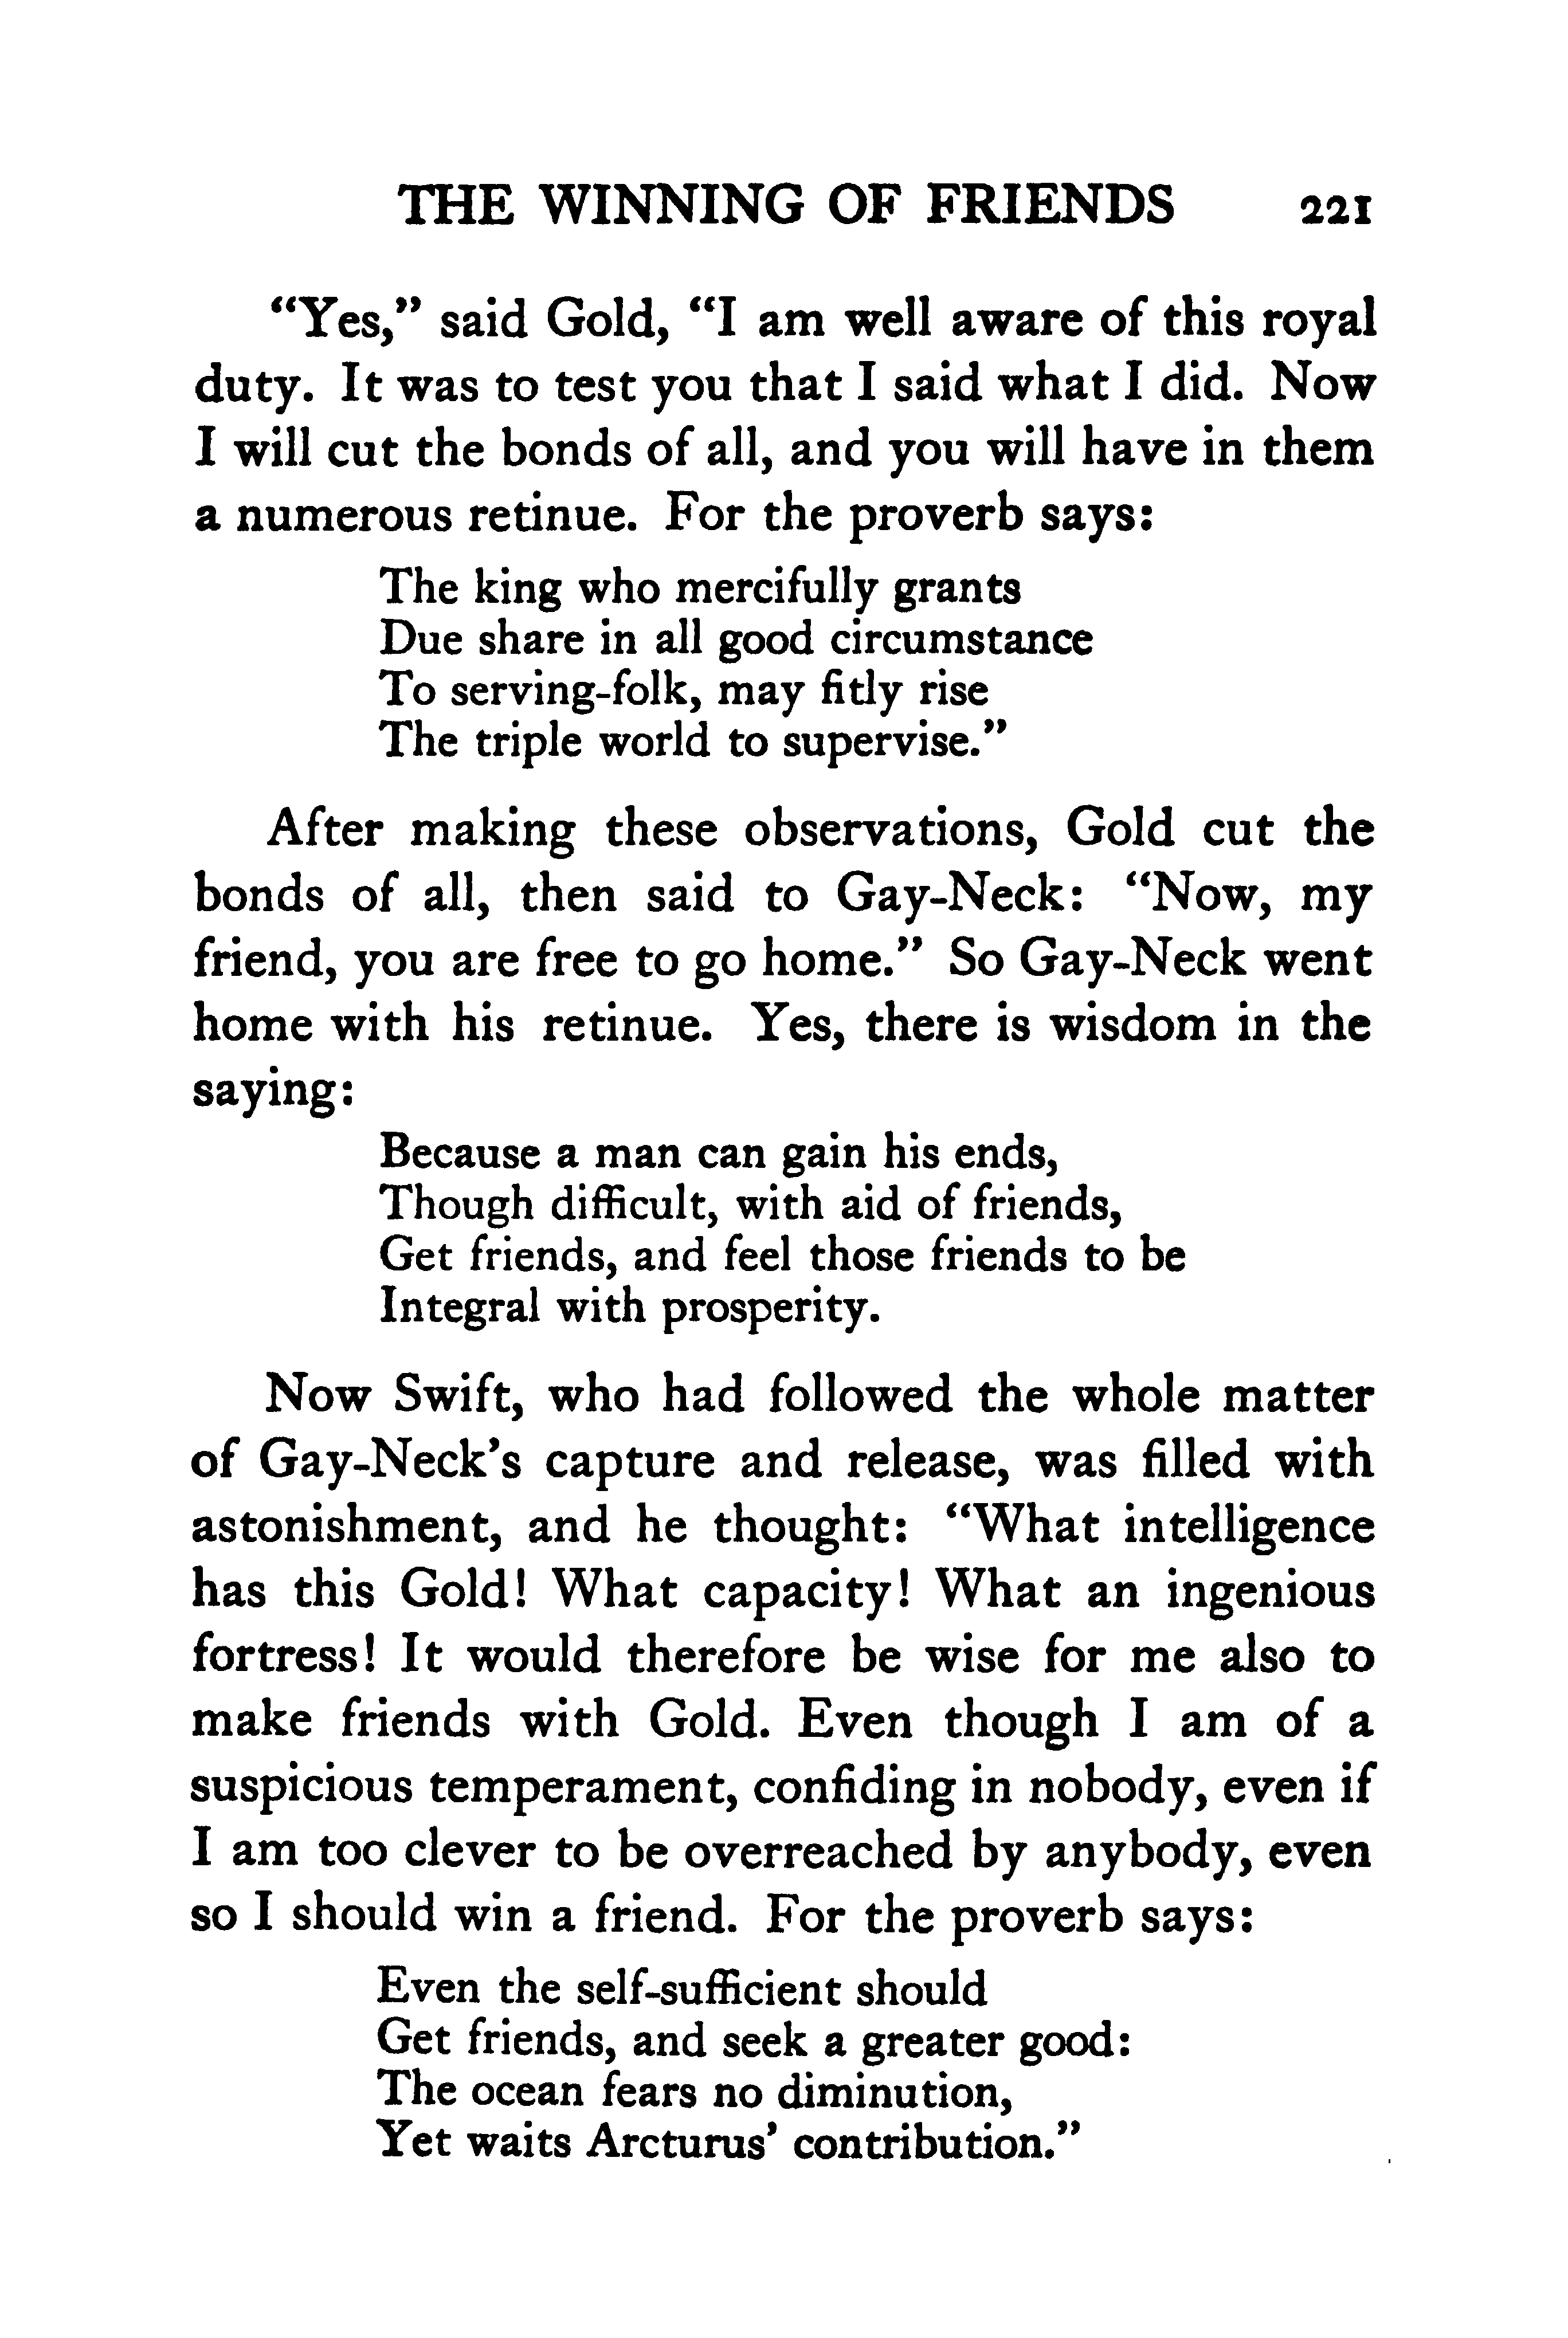 THE WINNING OF FRIENDS 221
“Yes,” said Gold, “I am well aware of this royal
duty. It was to test you that I said what I did. Now
I will cut the bonds of all, and you will have in them
a numerous retinue. For the proverb says:
The king who mercifully grants
Due share in all good circumstance
To serving-folk, may fitly rise
The triple world to supervise.”
After making these observations, Gold cut the
bonds of all, then said to Gay-Neck: “Now, my
friend, you are free to go home.” So Gay-Neck went
home with his retinue. Yes, there is wisdom in the
saying:
Because a man can gain his ends,
Though difficult, with aid of friends,
Get friends, and feel those friends to be
Integral with prosperity.
Now Swift, who had followed the whole matter
of Gay-Neck’s capture and release, was filled with
astonishment, and he thought: “What intelligence
has this Gold! What capacity! What an ingenious
fortress! It would therefore be wise for me also to
make friends with Gold. Even though I am of a
suspicious temperament, confiding in nobody, even if
I am too clever to be overreached by anybody, even
so I should win a friend. For the proverb says:
Even the self-sufficient should
Get friends, and seek a greater good:
The ocean fears no diminution,
Yet waits Arcturus’ contribution.”